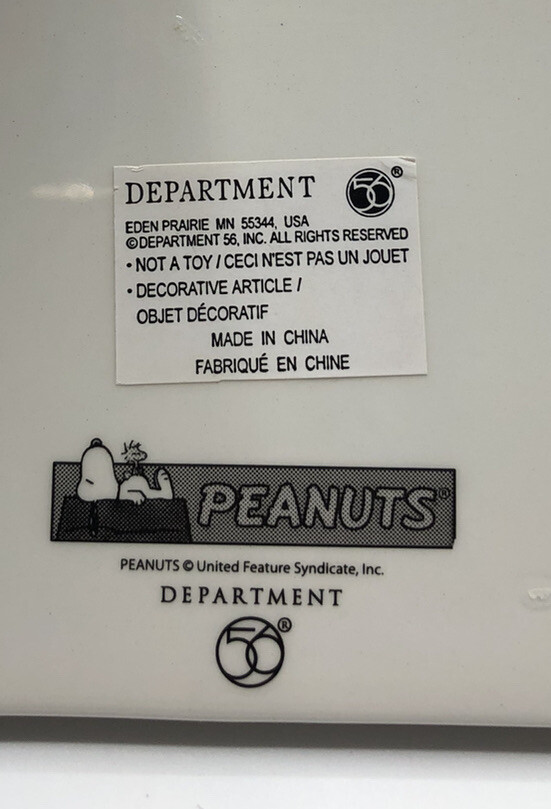 DEPARTMENT 56®
EDEN PRAIRIE MN 55344, USA
©DEPARTMENT 56, INC. ALL RIGHTS RESERVED
• NOT A TOY / CECI N'EST PAS UN JOUET
• DECORATIVE ARTICLE /
OBJET DÉCORATIF
MADE IN CHINA
FABRIQUÉ EN CHINE
PEANUTS®
PEANUTS © United Feature Syndicate, Inc.
DEPARTMENT
56®